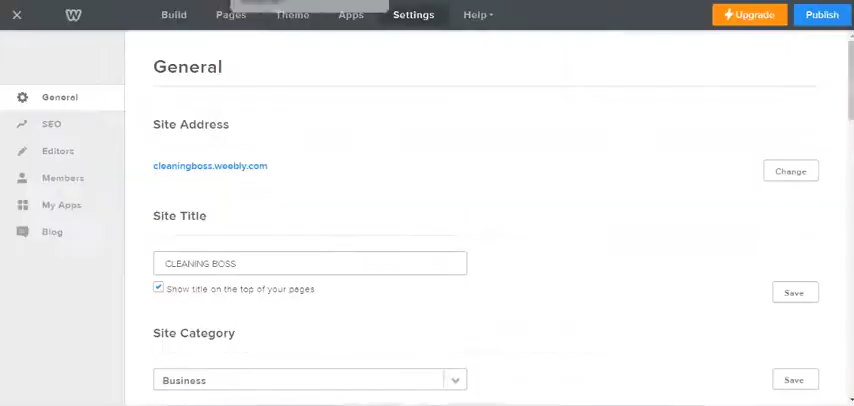 Build Pages Theme Apps Settings Help Upgrade Publish
General
General
SEO
Editors
Members
My Apps
Blog
Site Address
cleaningboss.weebly.com
Change
Site Title
CLEANING BOSS
Show title on the top of your pages
Save
Site Category
Business
Save